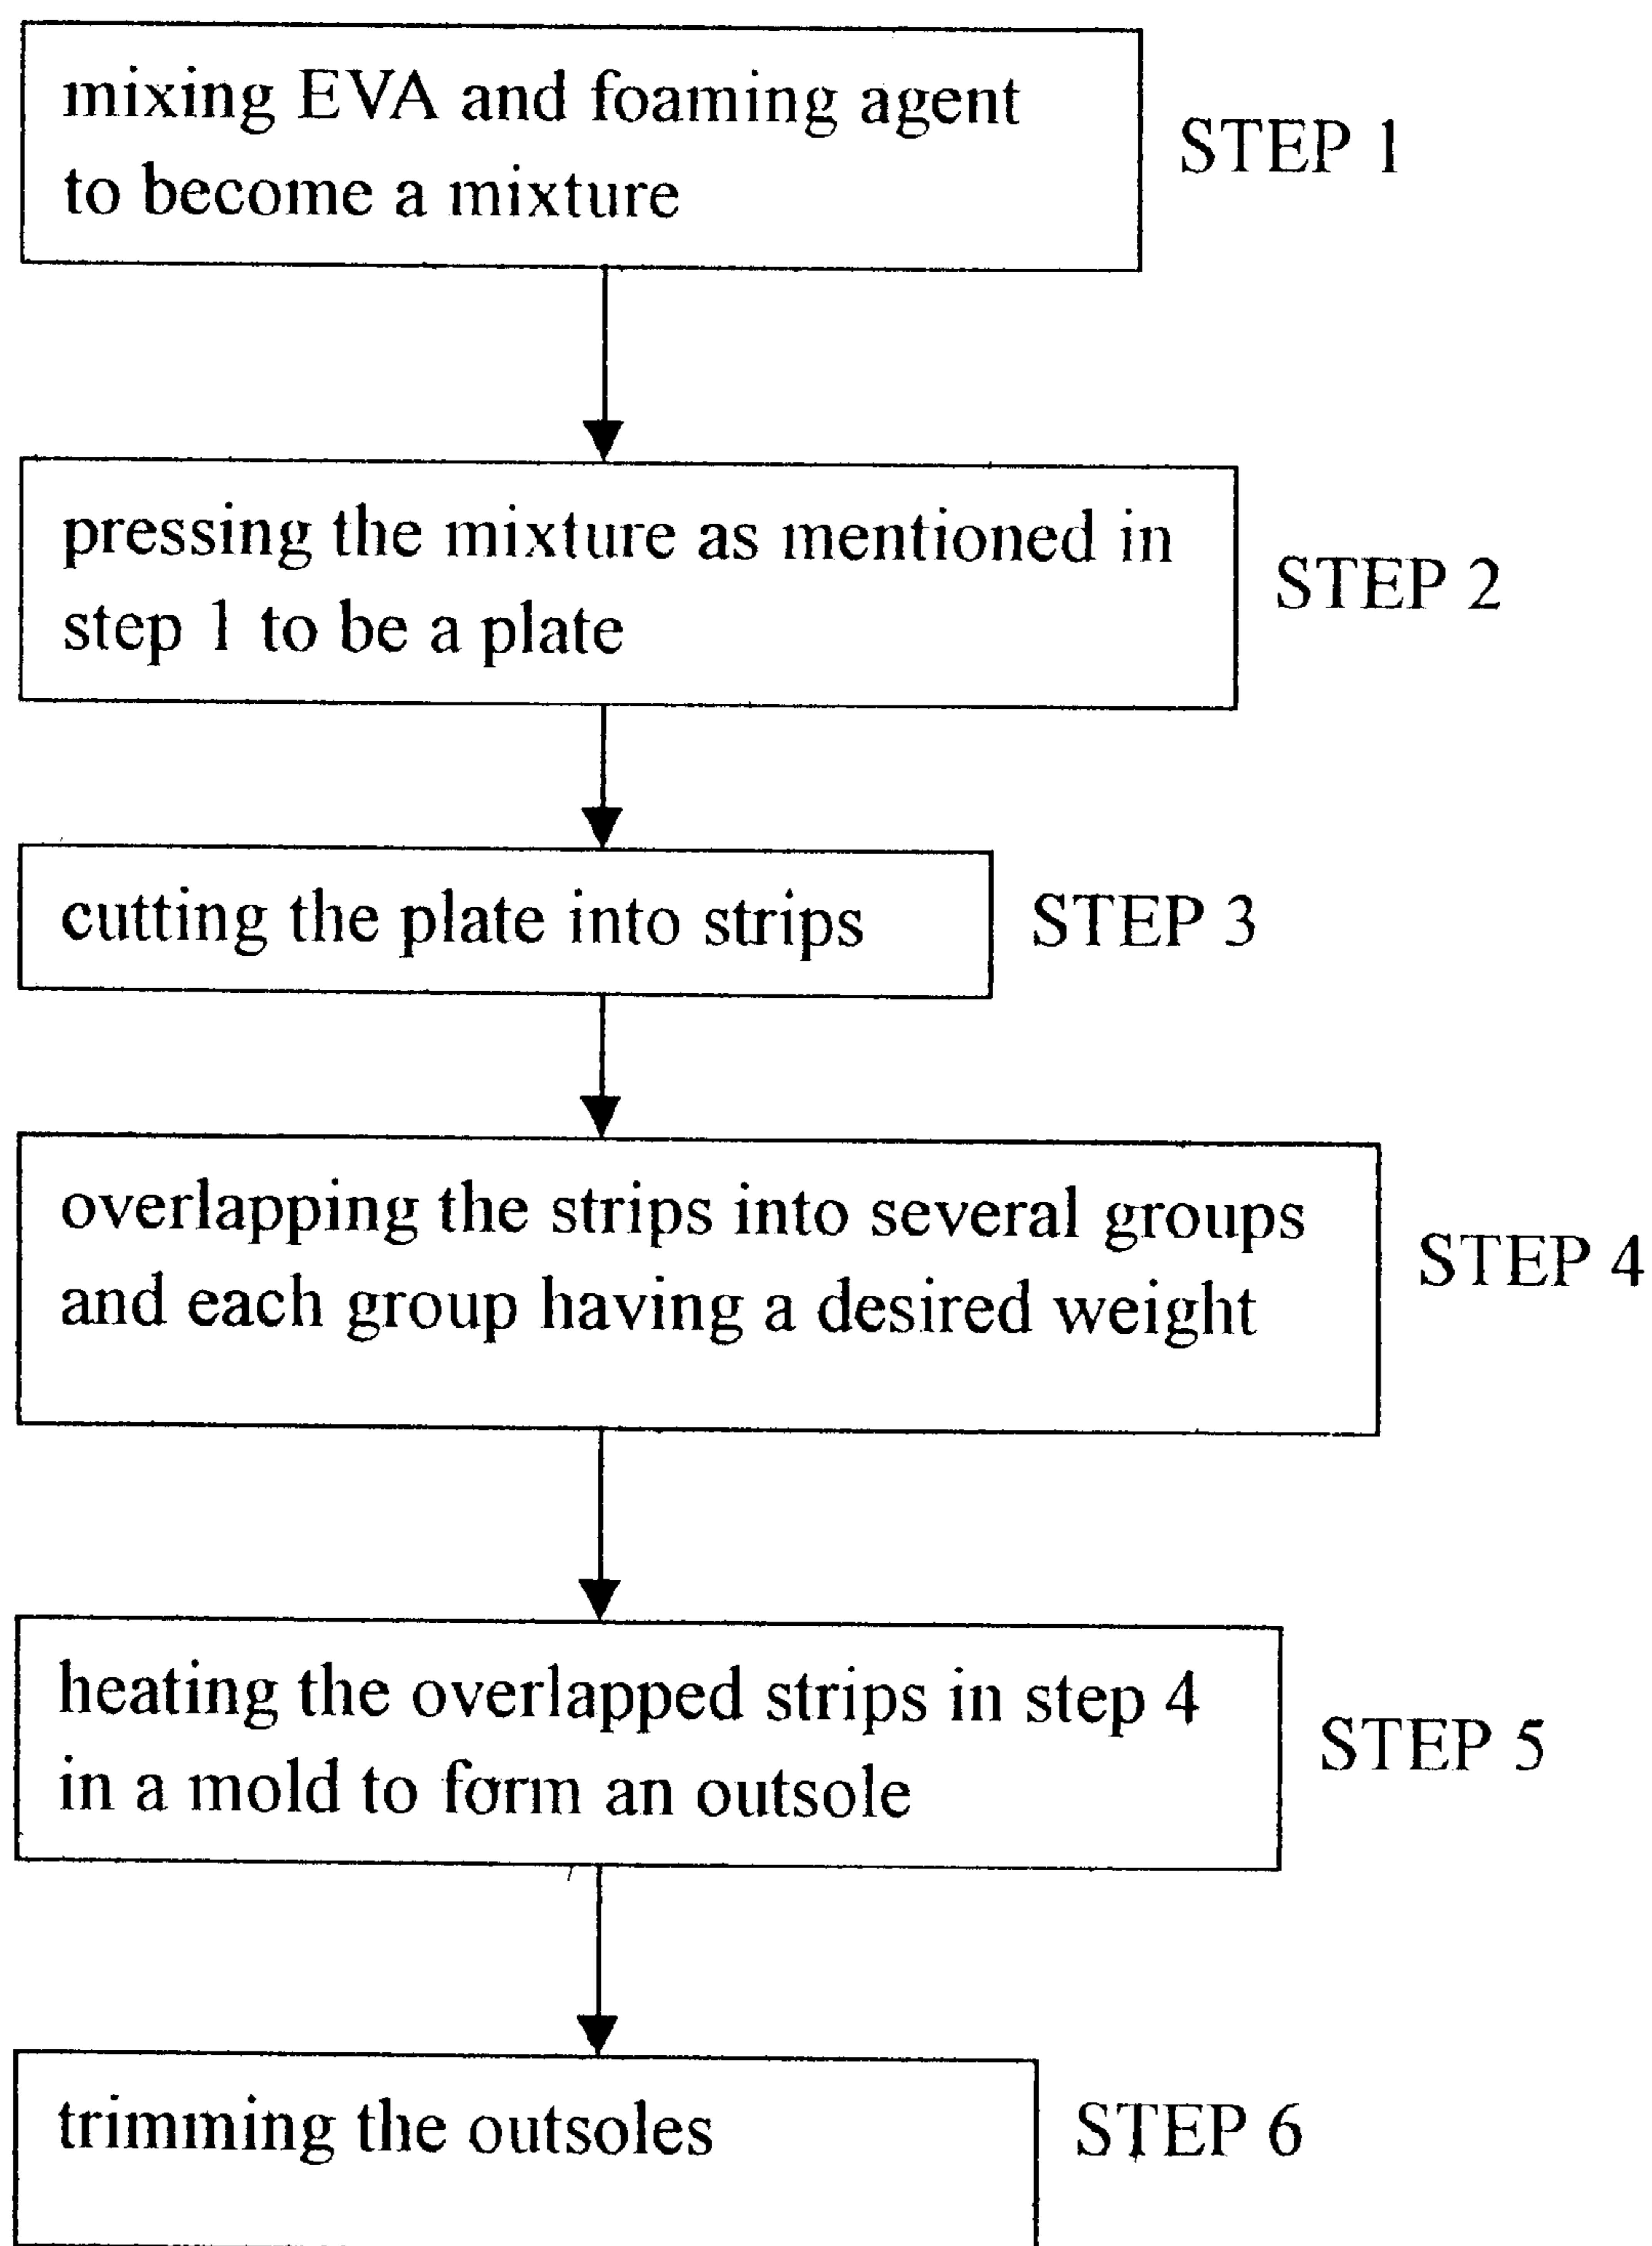 mixing EVA and foaming agent
to become a mixture
STEP 1
pressing the mixture as mentioned in
step 1 to be a plate
STEP 2
cutting the plate into strips
STEP 3
overlapping the strips into several groups
and each group having a desired weight
STEP 4
heating the overlapped strips in step 4
in a mold to form an outsole
STEP 5
trimming the outsoles
STEP 6